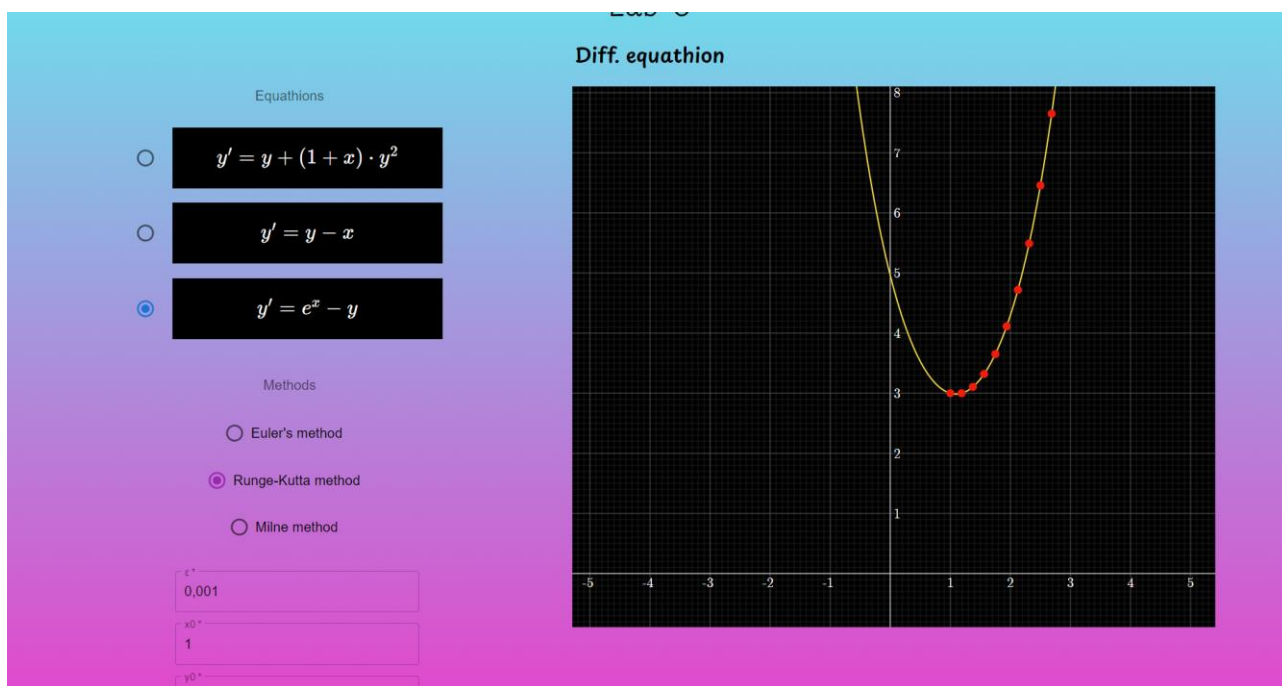 Diff. equathion
Equathions
y′ = y + (1 + x) · y²
y′ = y − x
y′ = eˣ − y
Methods
Euler's method
Runge-Kutta method
Milne method
ε *
0,001
x0 *
1
y0 *
8
7
6
5
4
3
2
1
-5 -4 -3 -2 -1 1 2 3 4 5